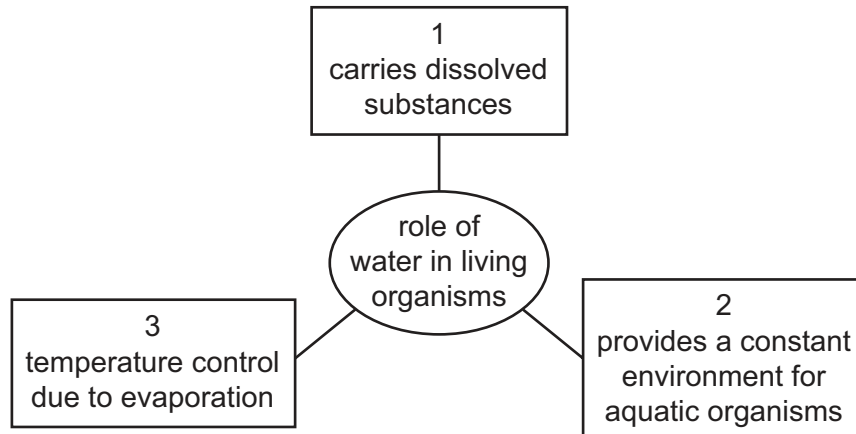 1
carries dissolved
substances
role of
water in living
organisms
3
temperature control
due to evaporation
2
provides a constant
environment for
aquatic organisms